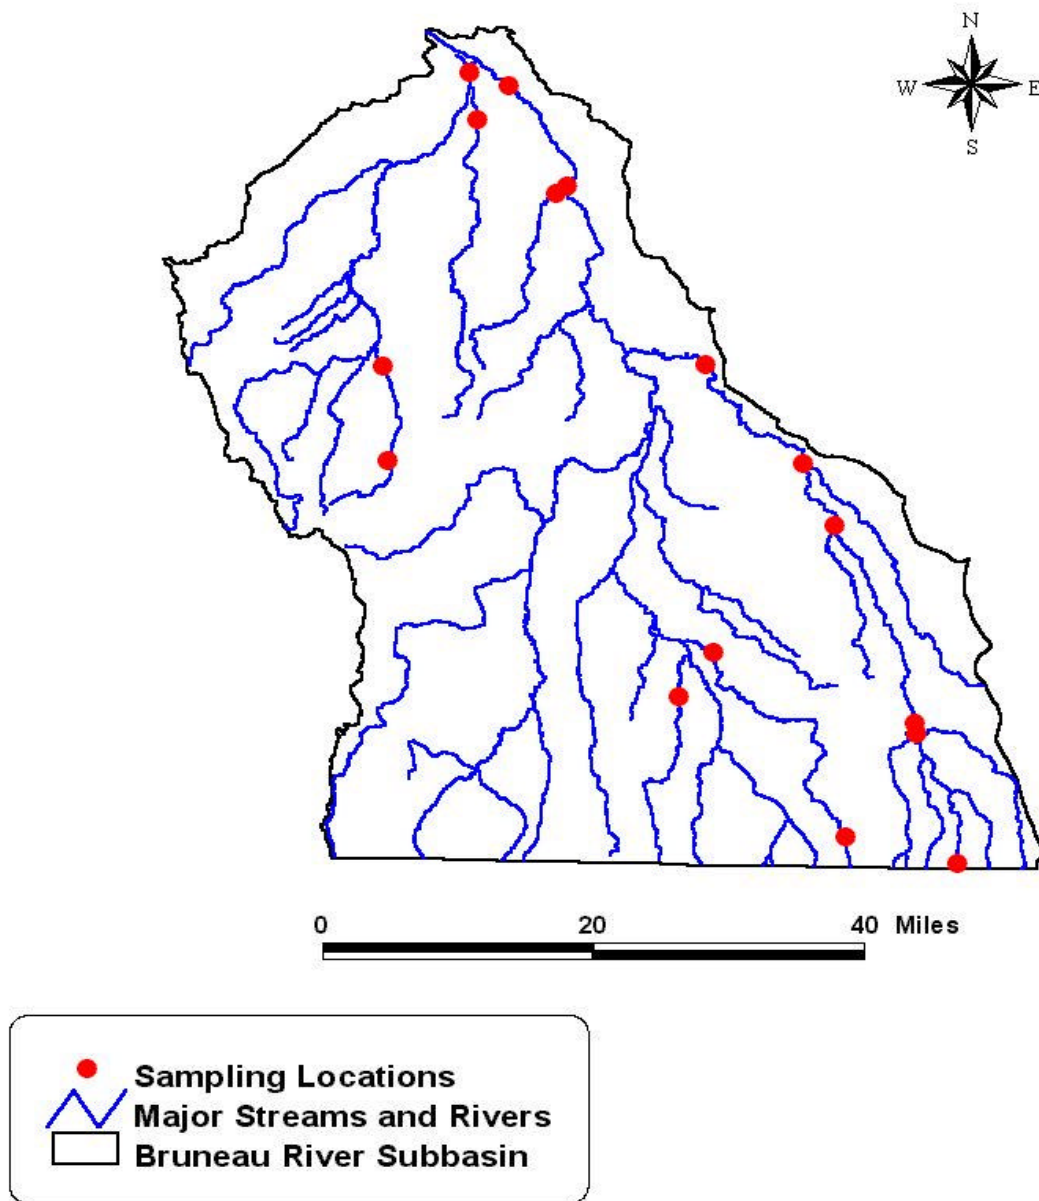 N
W E
S
0 20 40 Miles
Sampling Locations
Major Streams and Rivers
Bruneau River Subbasin